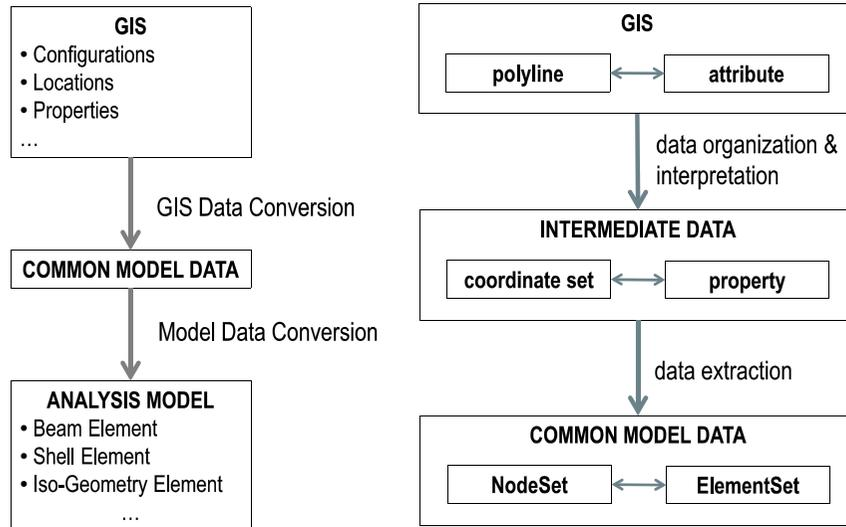 GIS
• Configurations
• Locations
• Properties
...
GIS Data Conversion
COMMON MODEL DATA
Model Data Conversion
ANALYSIS MODEL
• Beam Element
• Shell Element
• Iso-Geometry Element
...
GIS
polyline
attribute
data organization &
interpretation
INTERMEDIATE DATA
coordinate set
property
data extraction
COMMON MODEL DATA
NodeSet
ElementSet